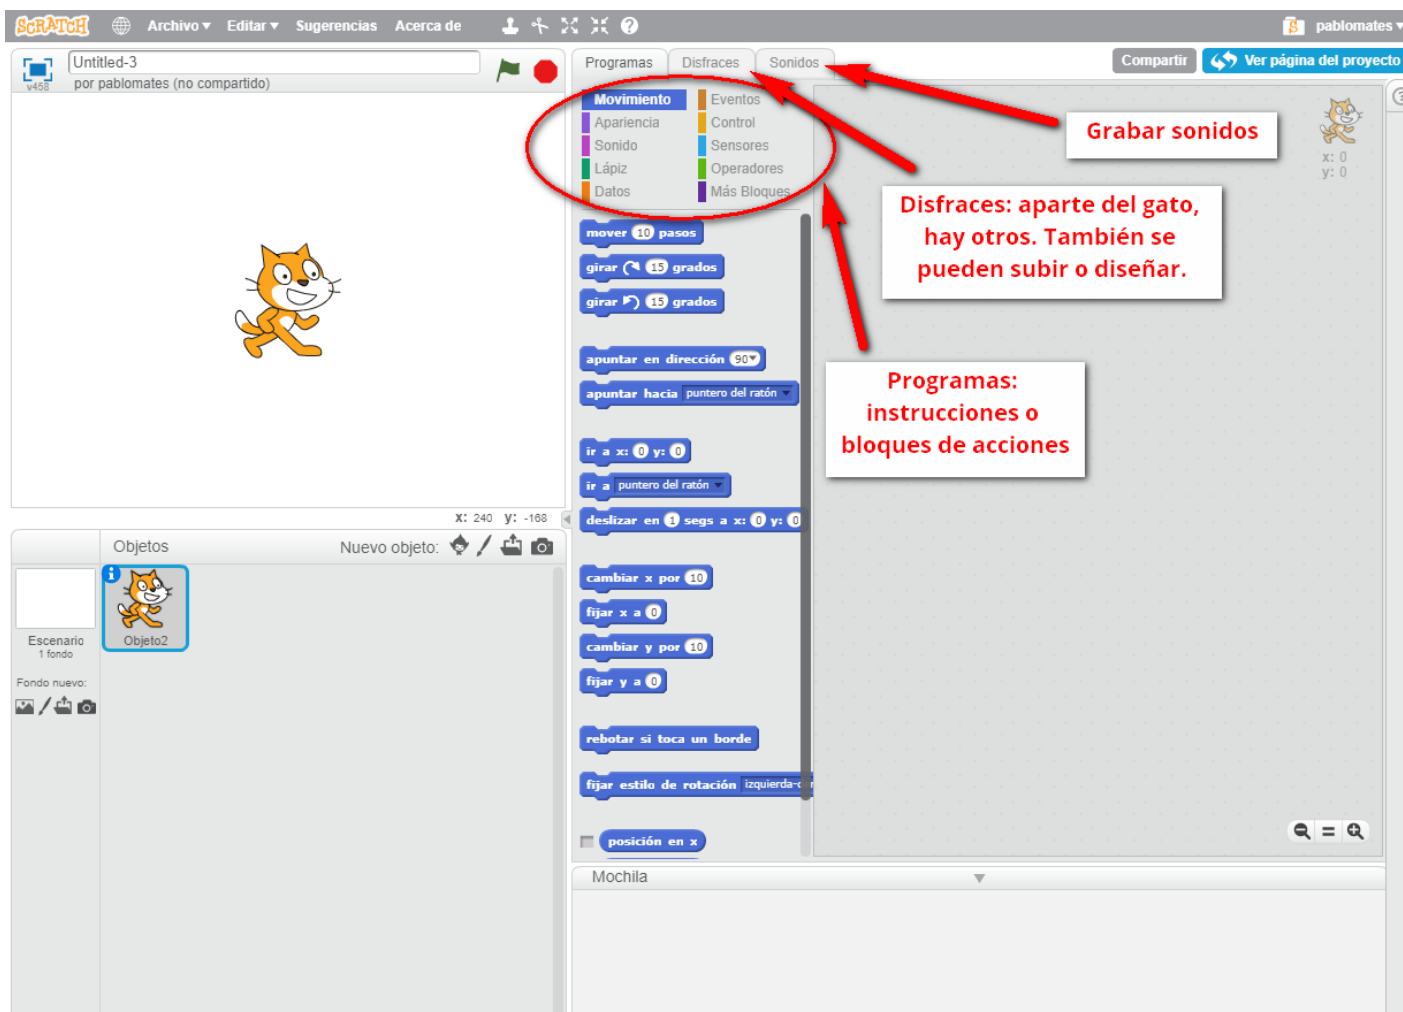 SCRATCH Archivo Editar Sugerencias Acerca de pablomates
v458
Untitled-3
por pablomates (no compartido)
Programas Disfraces Sonidos
Compartir Ver página del proyecto
Movimiento Eventos
Apariencia Control
Sonido Sensores
Lápiz Operadores
Datos Más Bloques
mover 10 pasos
girar 15 grados
girar 15 grados
apuntar en dirección 90
apuntar hacia puntero del ratón
ir a x: 0 y: 0
ir a puntero del ratón
deslizar en 1 segs a x: 0 y: 0
cambiar x por 10
fijar x a 0
cambiar y por 10
fijar y a 0
rebotar si toca un borde
fijar estilo de rotación
posición en x
Grabar sonidos
Disfraces: aparte del gato,
hay otros. También se
pueden subir o diseñar.
Programas:
instrucciones o
bloques de acciones
x: 0
y: 0
X: 240 Y: -168
Objetos Nuevo objeto:
Escenario
1 fondo
Objeto2
Fondo nuevo:
Mochila